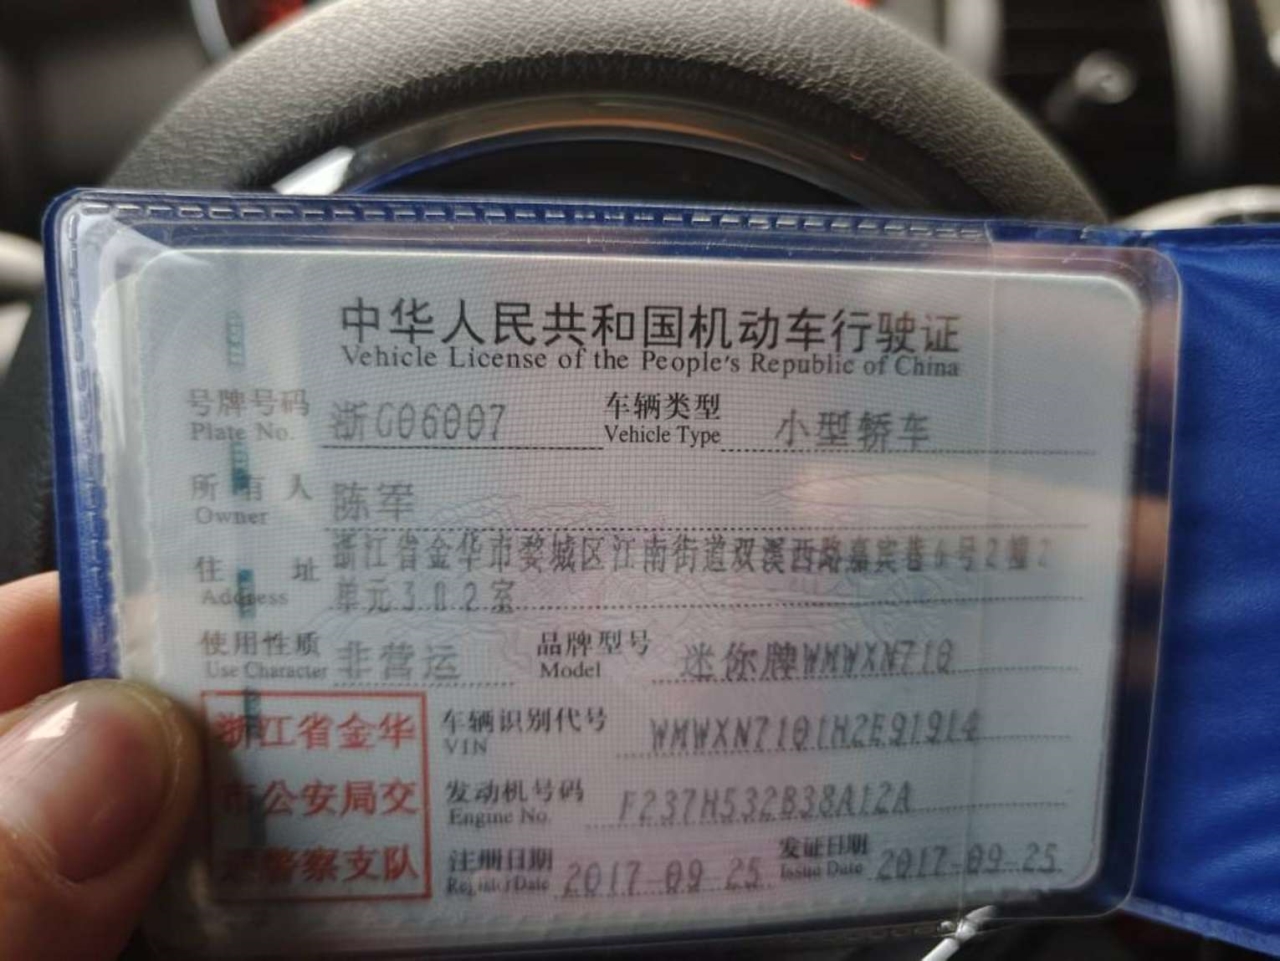 中华人民共和国机动车行驶证
Vehicle License of the People's Republic of China
号牌号码 浙G06007 车辆类型 小型轿车
Plate No. Vehicle Type
所有人 陈军
Owner
浙江省金华市婺城区江南街道双溪西路嘉宾巷6号2幢2
住址 单元302室
Address
使用性质 非营运 品牌型号 迷你牌WMWXN710
Use Character Model
浙江省金华 车辆识别代号 WMWXN7101H2E91914
VIN
市公安局交 发动机号码 F237H532B38A12A
Engine No.
警察支队 注册日期 2017-09-25 发证日期 2017-09-25
Register Date Issue Date